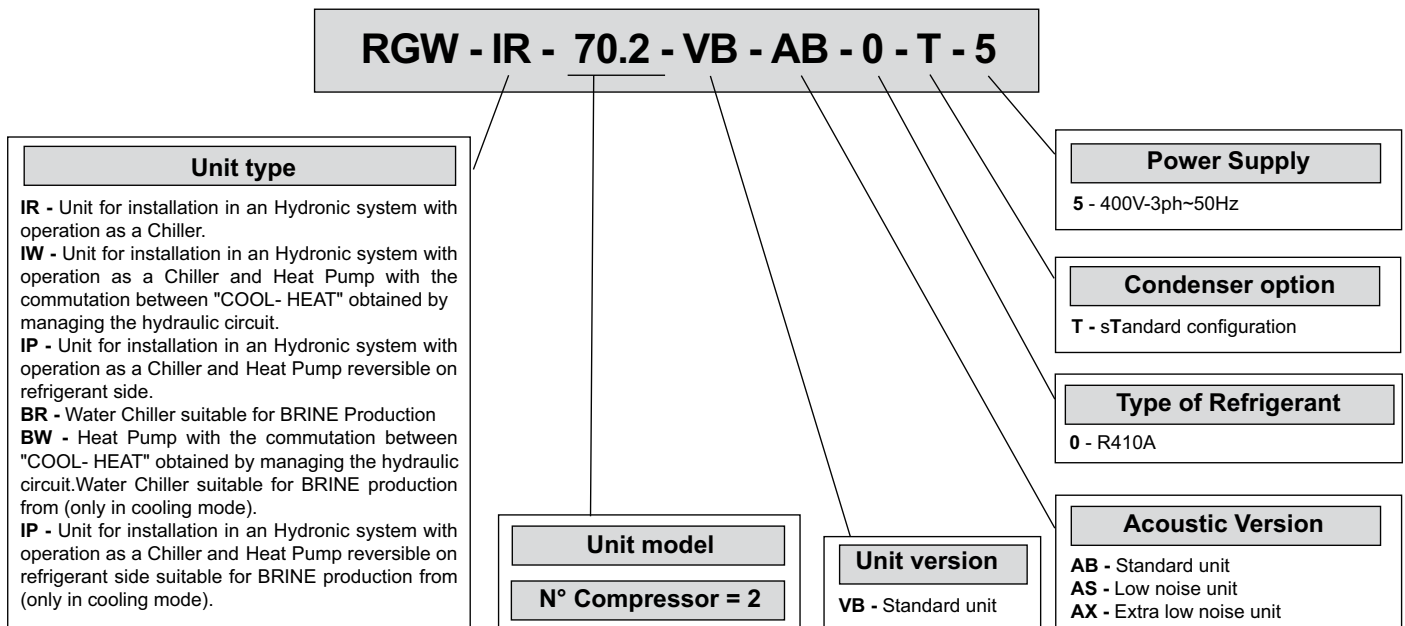 RGW - IR - 70.2 - VB - AB - 0 - T - 5
Unit type
IR - Unit for installation in an Hydronic system with
operation as a Chiller.
IW - Unit for installation in an Hydronic system with
operation as a Chiller and Heat Pump with the
commutation between "COOL- HEAT" obtained by
managing the hydraulic circuit.
IP - Unit for installation in an Hydronic system with
operation as a Chiller and Heat Pump reversible on
refrigerant side.
BR - Water Chiller suitable for BRINE Production
BW - Heat Pump with the commutation between
"COOL- HEAT" obtained by managing the hydraulic
circuit.Water Chiller suitable for BRINE production
from (only in cooling mode).
IP - Unit for installation in an Hydronic system with
operation as a Chiller and Heat Pump reversible on
refrigerant side suitable for BRINE production from
(only in cooling mode).
Unit model
N° Compressor = 2
Unit version
VB - Standard unit
Power Supply
5 - 400V-3ph~50Hz
Condenser option
T - sTandard configuration
Type of Refrigerant
0 - R410A
Acoustic Version
AB - Standard unit
AS - Low noise unit
AX - Extra low noise unit